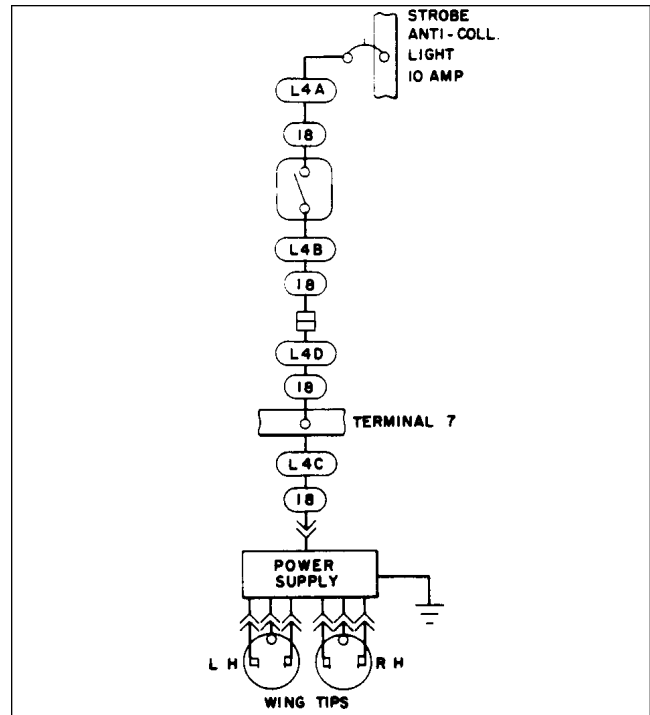 STROBE
ANTI-COLL.
LIGHT
10 AMP
L4A
18
L4B
18
L4D
18
TERMINAL 7
L4C
18
POWER
SUPPLY
L H
R H
WING TIPS